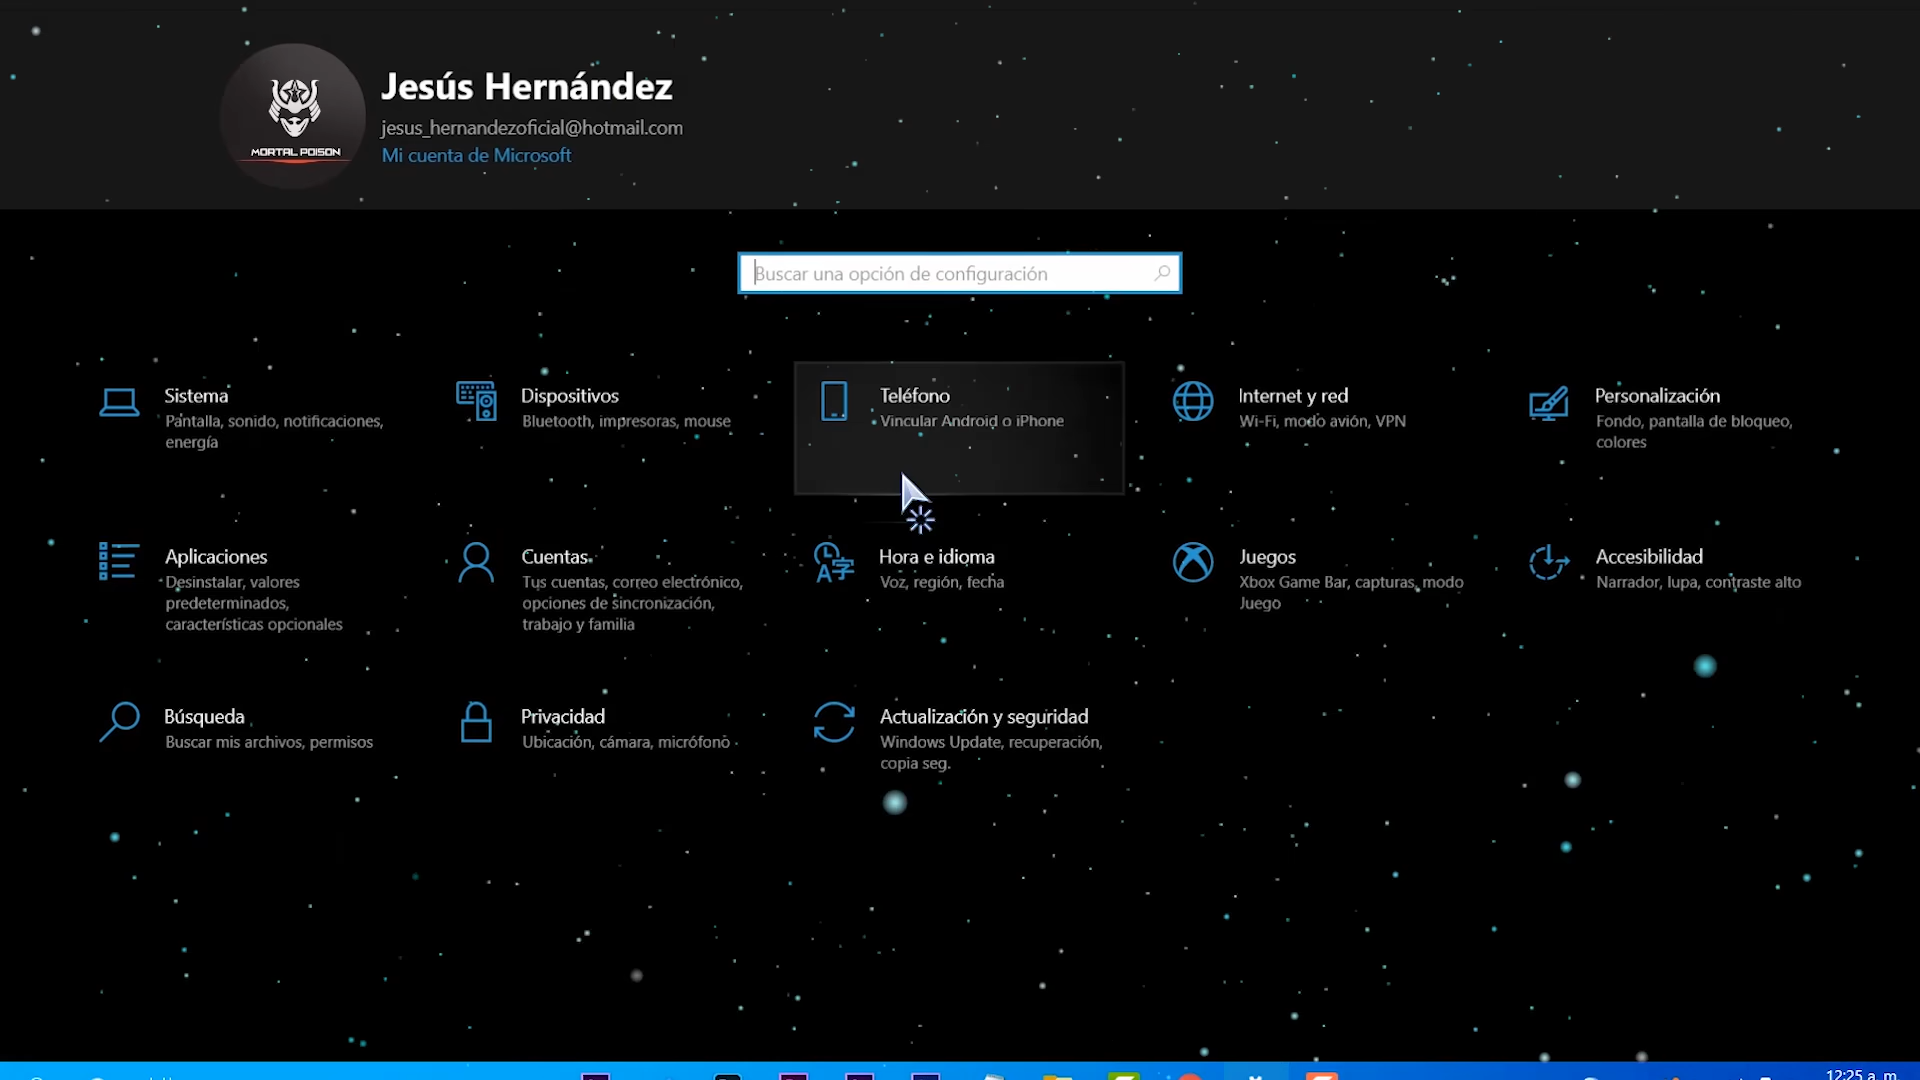 Jesús Hernández
jesus_hernandezoficial@hotmail.com
Mi cuenta de Microsoft
MORTAL POISON
Buscar una opción de configuración
Sistema
Pantalla, sonido, notificaciones,
energía
Dispositivos
Bluetooth, impresoras, mouse
Teléfono
Vincular Android o iPhone
Internet y red
Wi-Fi, modo avión, VPN
Personalización
Fondo, pantalla de bloqueo,
colores
Aplicaciones
Desinstalar, valores
predeterminados,
características opcionales
Cuentas
Tus cuentas, correo electrónico,
opciones de sincronización,
trabajo y familia
Hora e idioma
Voz, región, fecha
Juegos
Xbox Game Bar, capturas, modo
Juego
Accesibilidad
Narrador, lupa, contraste alto
Búsqueda
Buscar mis archivos, permisos
Privacidad
Ubicación, cámara, micrófono
Actualización y seguridad
Windows Update, recuperación,
copia seg.
12:25 a. m.